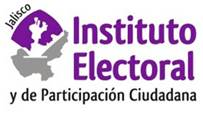 Jalisco
Instituto
Electoral
y de Participación Ciudadana